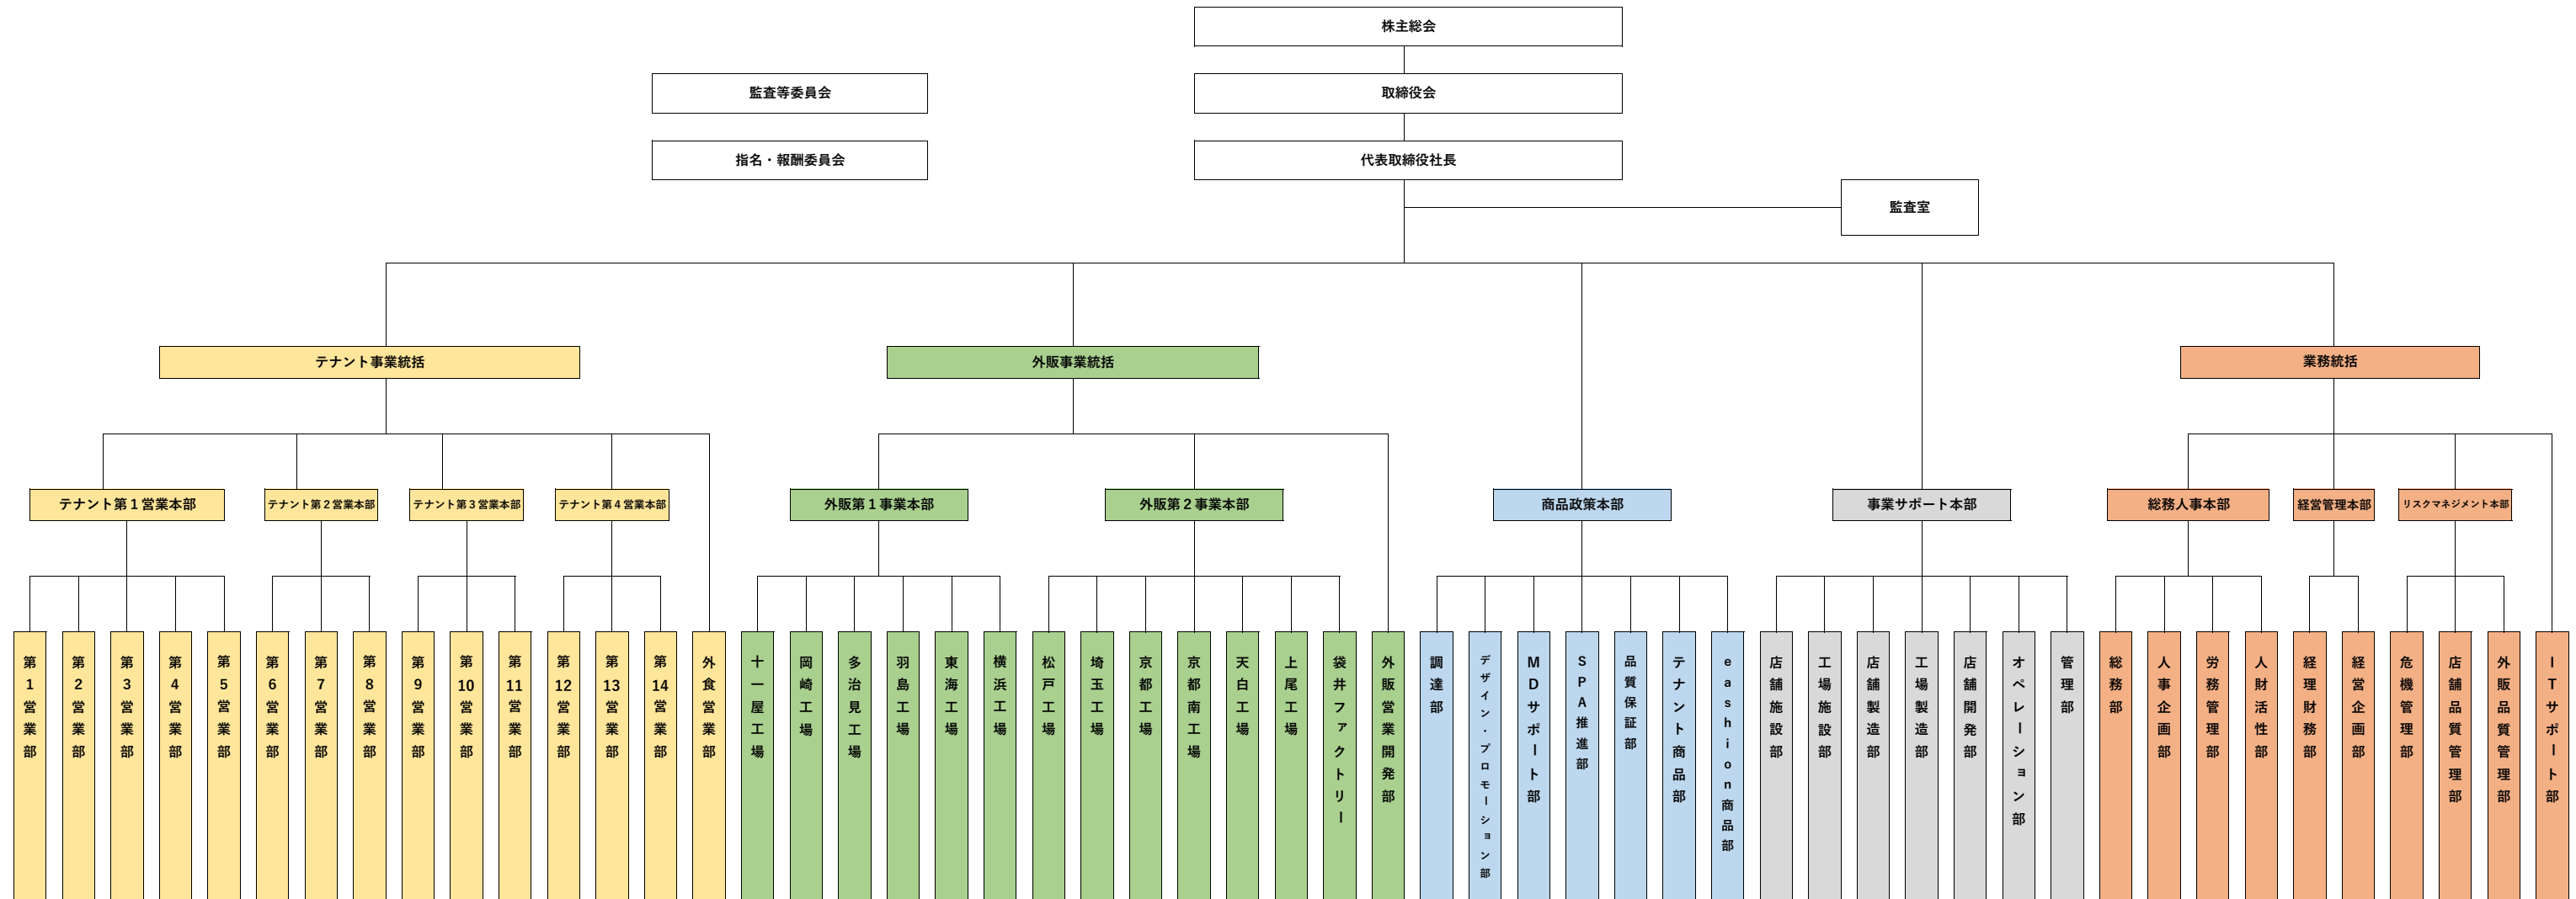 株主総会
監査等委員会
取締役会
指名・報酬委員会
代表取締役社長
監査室
テナント事業統括
外販事業統括
業務統括
テナント第１営業本部
テナント第２営業本部
テナント第３営業本部
テナント第４営業本部
外販第１事業本部
外販第２事業本部
商品政策本部
事業サポート本部
総務人事本部
経営管理本部
リスクマネジメント本部
第1営業部
第2営業部
第3営業部
第4営業部
第5営業部
第6営業部
第7営業部
第8営業部
第9営業部
第10営業部
第11営業部
第12営業部
第13営業部
第14営業部
外食営業部
十一屋工場
岡崎工場
多治見工場
羽島工場
東海工場
横浜工場
松戸工場
埼玉工場
京都工場
京都南工場
天白工場
上尾工場
袋井ファクトリー
外販営業開発部
調達部
デザイン・プロモーション部
MDサポート部
SPA推進部
品質保証部
テナント商品部
eashion商品部
店舗施設部
工場施設部
店舗製造部
工場製造部
店舗開発部
オペレーション部
管理部
総務部
人事企画部
労務管理部
人財活性部
経理財務部
経営企画部
危機管理部
店舗品質管理部
外販品質管理部
ITサポート部